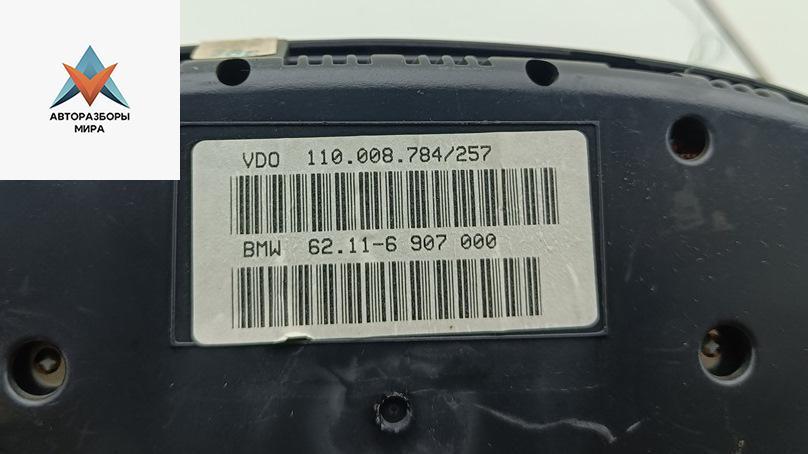 АВТОРАЗБОРЫ
МИРА
VDO 110.008.784/257
BMW 62.11-6 907 000